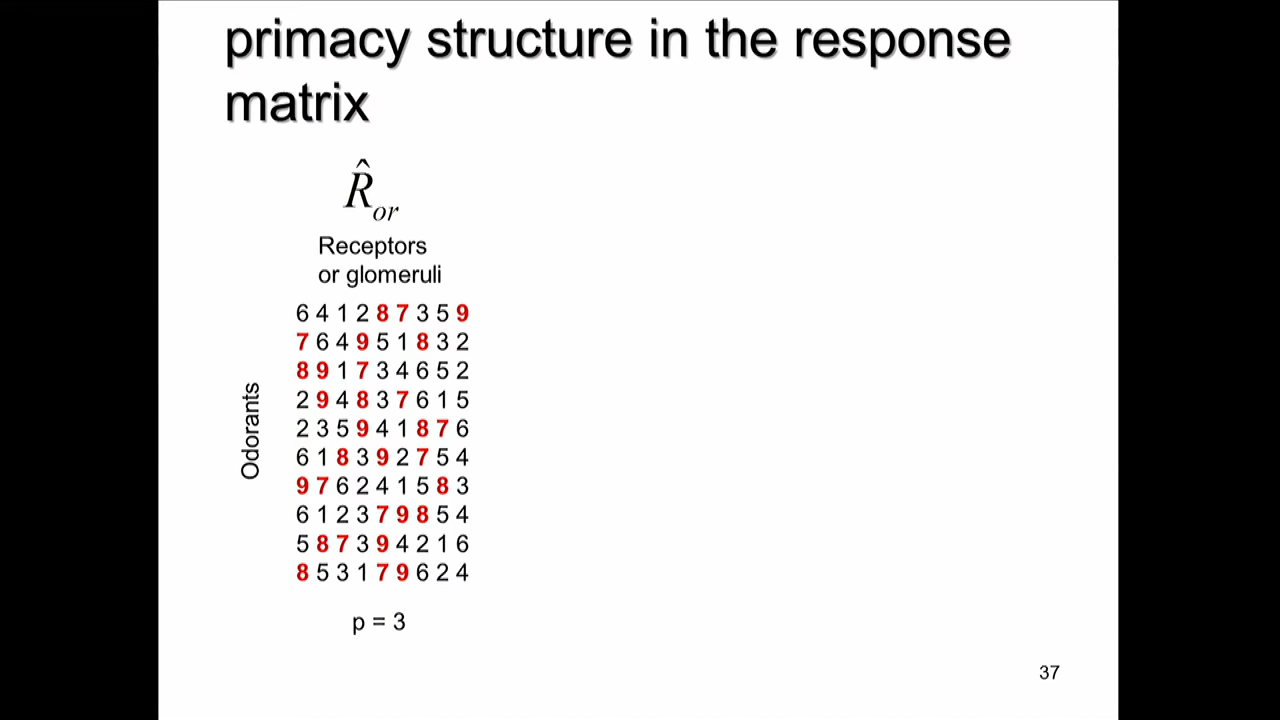 primacy structure in the response
matrix
R̂or
Receptors
or glomeruli
Odorants
6 4 1 2 8 7 3 5 9
7 6 4 9 5 1 8 3 2
8 9 1 7 3 4 6 5 2
2 9 4 8 3 7 6 1 5
2 3 5 9 4 1 8 7 6
6 1 8 3 9 2 7 5 4
9 7 6 2 4 1 5 8 3
6 1 2 3 7 9 8 5 4
5 8 7 3 9 4 2 1 6
8 5 3 1 7 9 6 2 4
p = 3
37